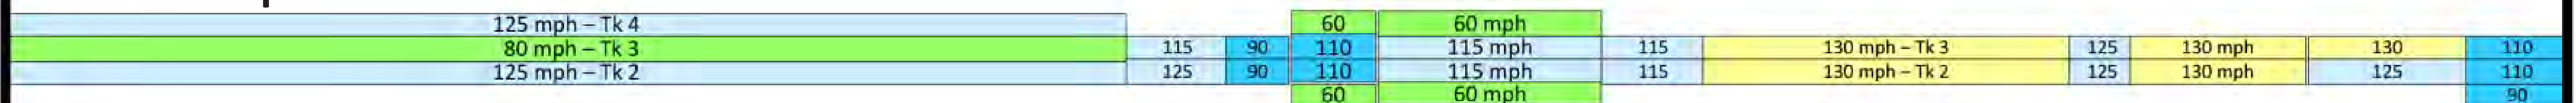 125 mph – Tk 4 60 60 mph
80 mph – Tk 3 115 90 110 115 mph 115 130 mph – Tk 3 125 130 mph 130 110
125 mph – Tk 2 125 90 110 115 mph 115 130 mph – Tk 2 125 130 mph 125 110
60 60 mph 90